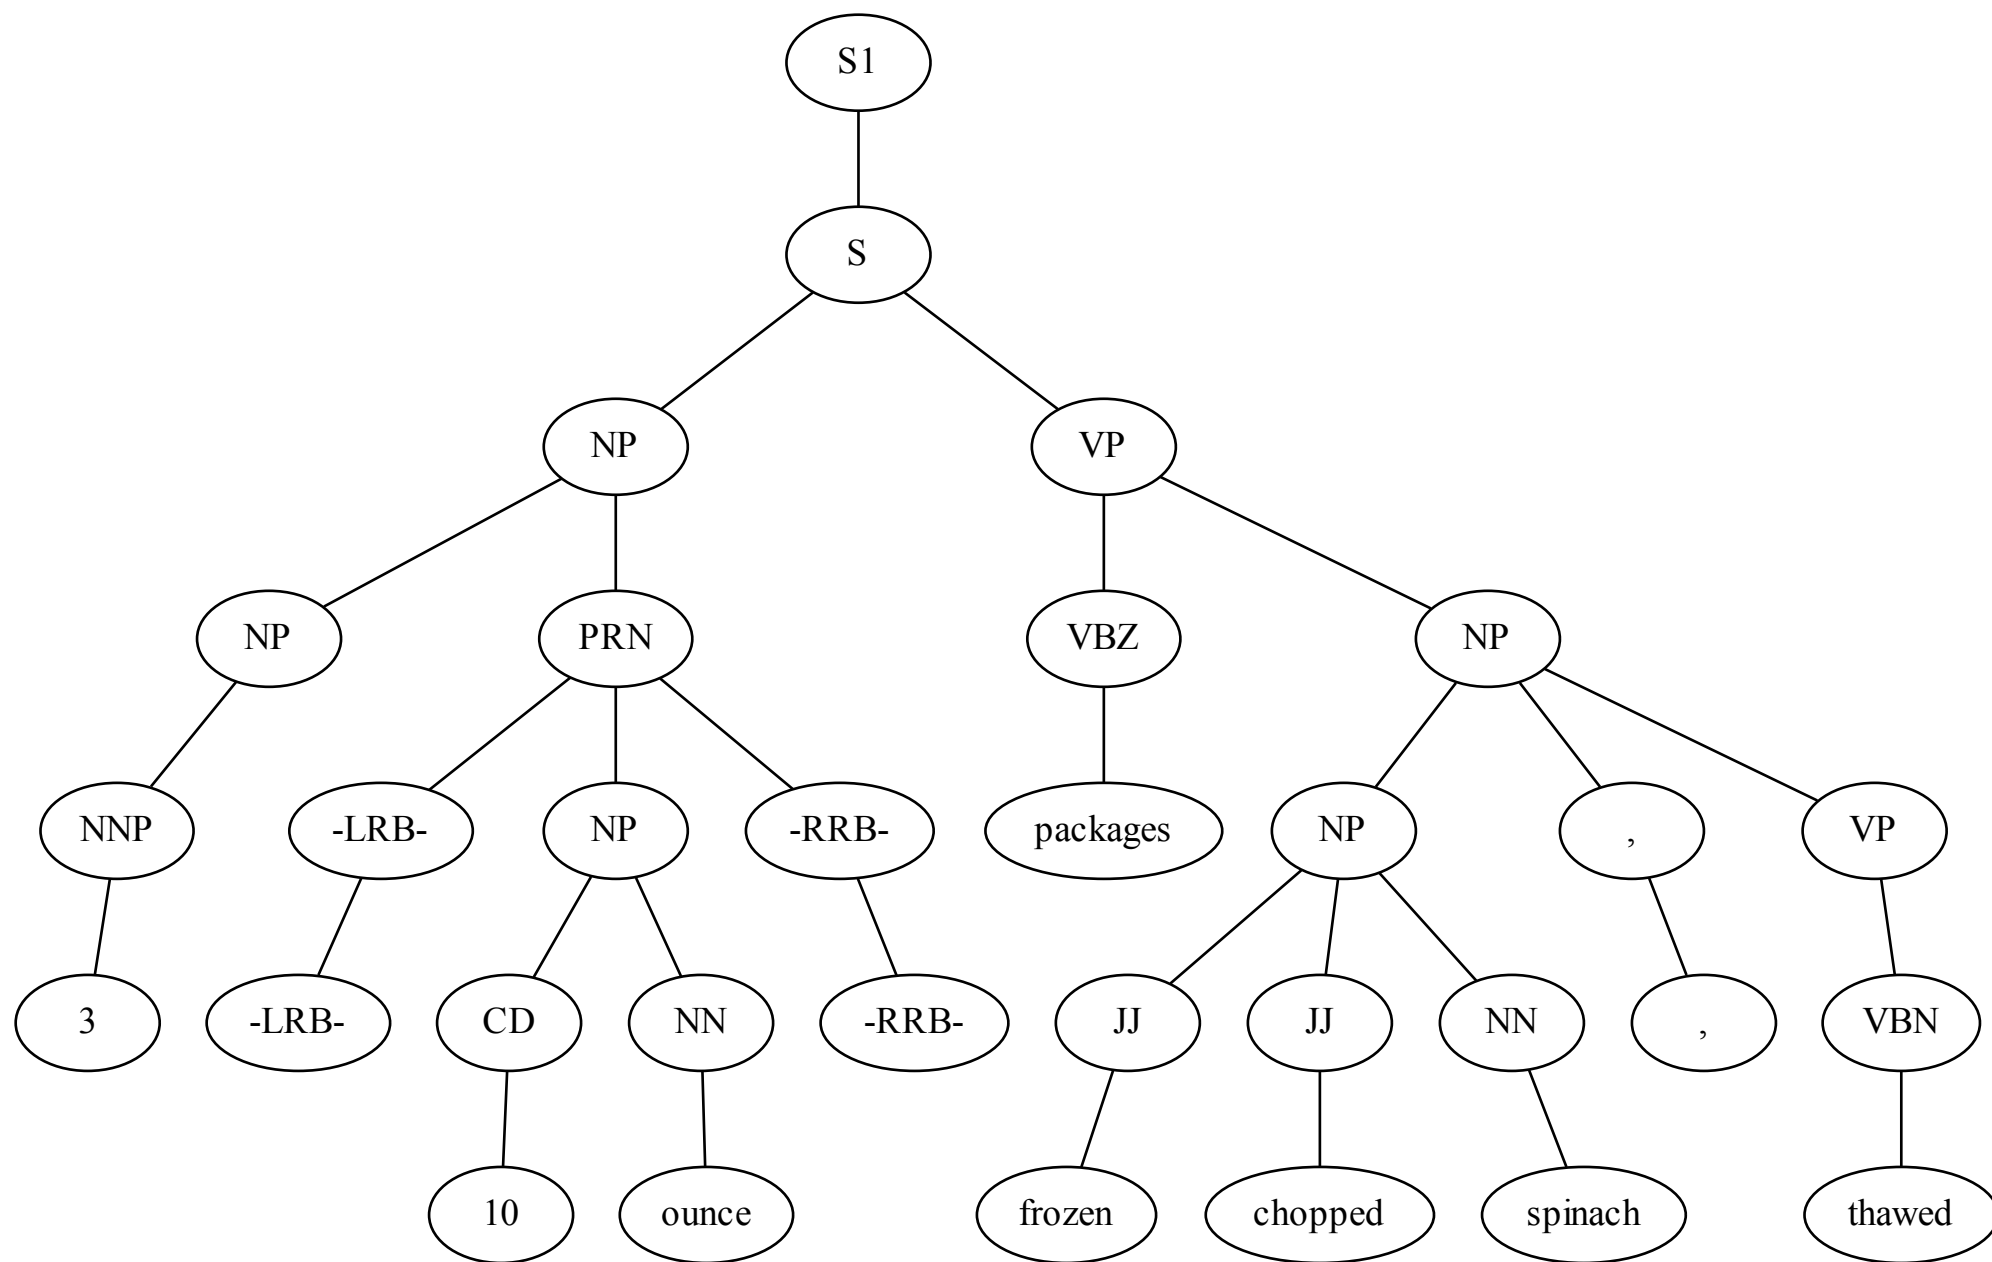 S1
S
NP VP
NP PRN VBZ NP
NNP -LRB- NP -RRB- packages NP , VP
3 -LRB- CD NN -RRB- JJ JJ NN , VBN
10 ounce frozen chopped spinach thawed